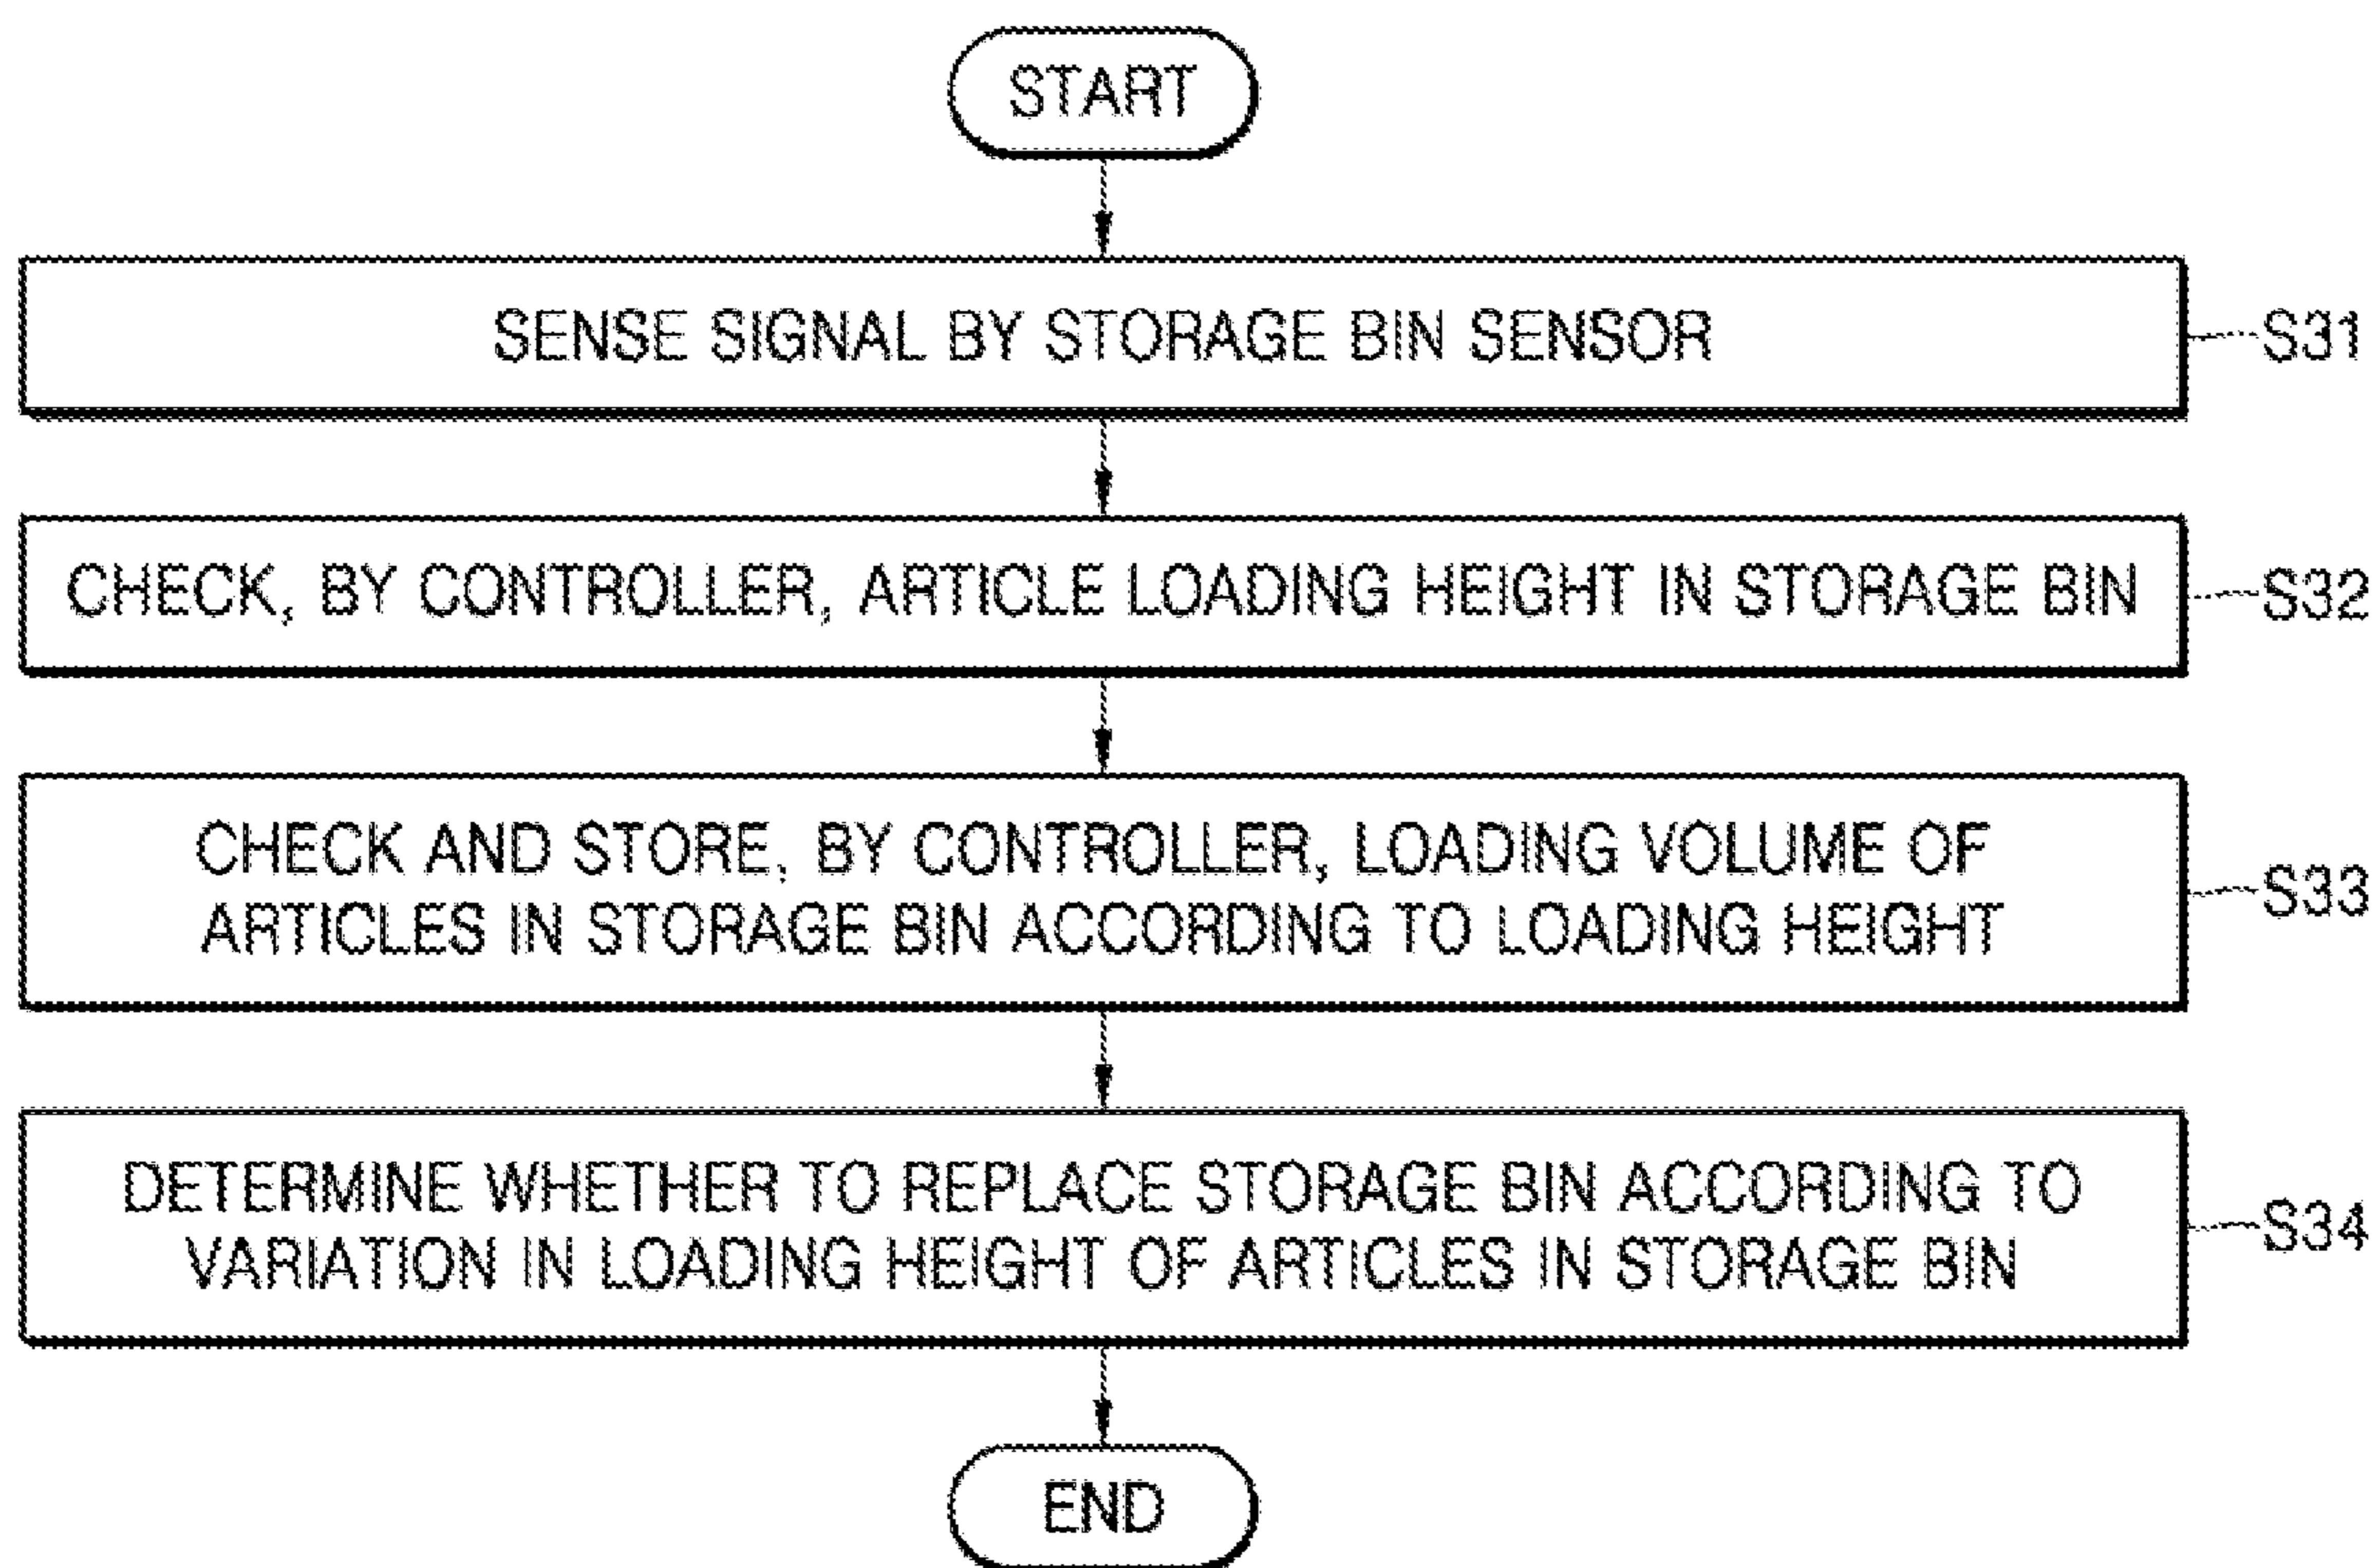 START
SENSE SIGNAL BY STORAGE BIN SENSOR
S31
CHECK, BY CONTROLLER, ARTICLE LOADING HEIGHT IN STORAGE BIN
S32
CHECK AND STORE, BY CONTROLLER, LOADING VOLUME OF
ARTICLES IN STORAGE BIN ACCORDING TO LOADING HEIGHT
S33
DETERMINE WHETHER TO REPLACE STORAGE BIN ACCORDING TO
VARIATION IN LOADING HEIGHT OF ARTICLES IN STORAGE BIN
S34
END